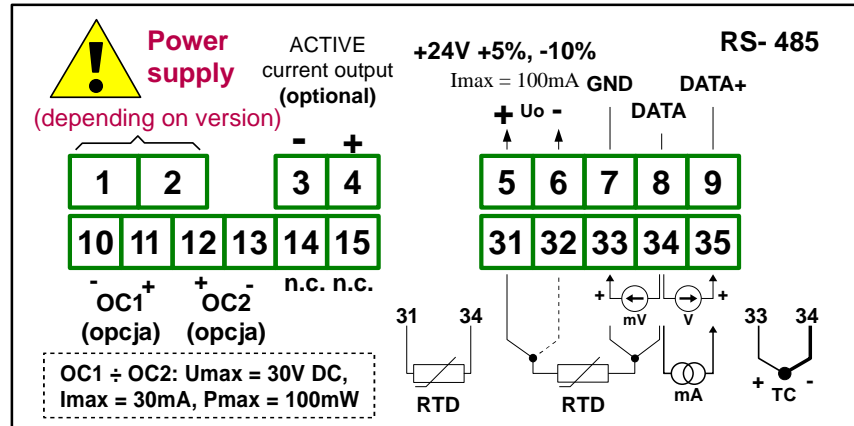 Power
supply
(depending on version)
ACTIVE
current output
(optional)
- +
+24V +5%, -10%
Imax = 100mA
+ Uo -
RS- 485
GND
DATA
DATA+
1 2 3 4 5 6 7 8 9
10 11 12 13 14 15 31 32 33 34 35
- + + - n.c. n.c.
OC1 OC2
(opcja) (opcja)
OC1 ÷ OC2: Umax = 30V DC,
Imax = 30mA, Pmax = 100mW
31 34
RTD
RTD
+ mV
V +
mA
33 34
+ TC -